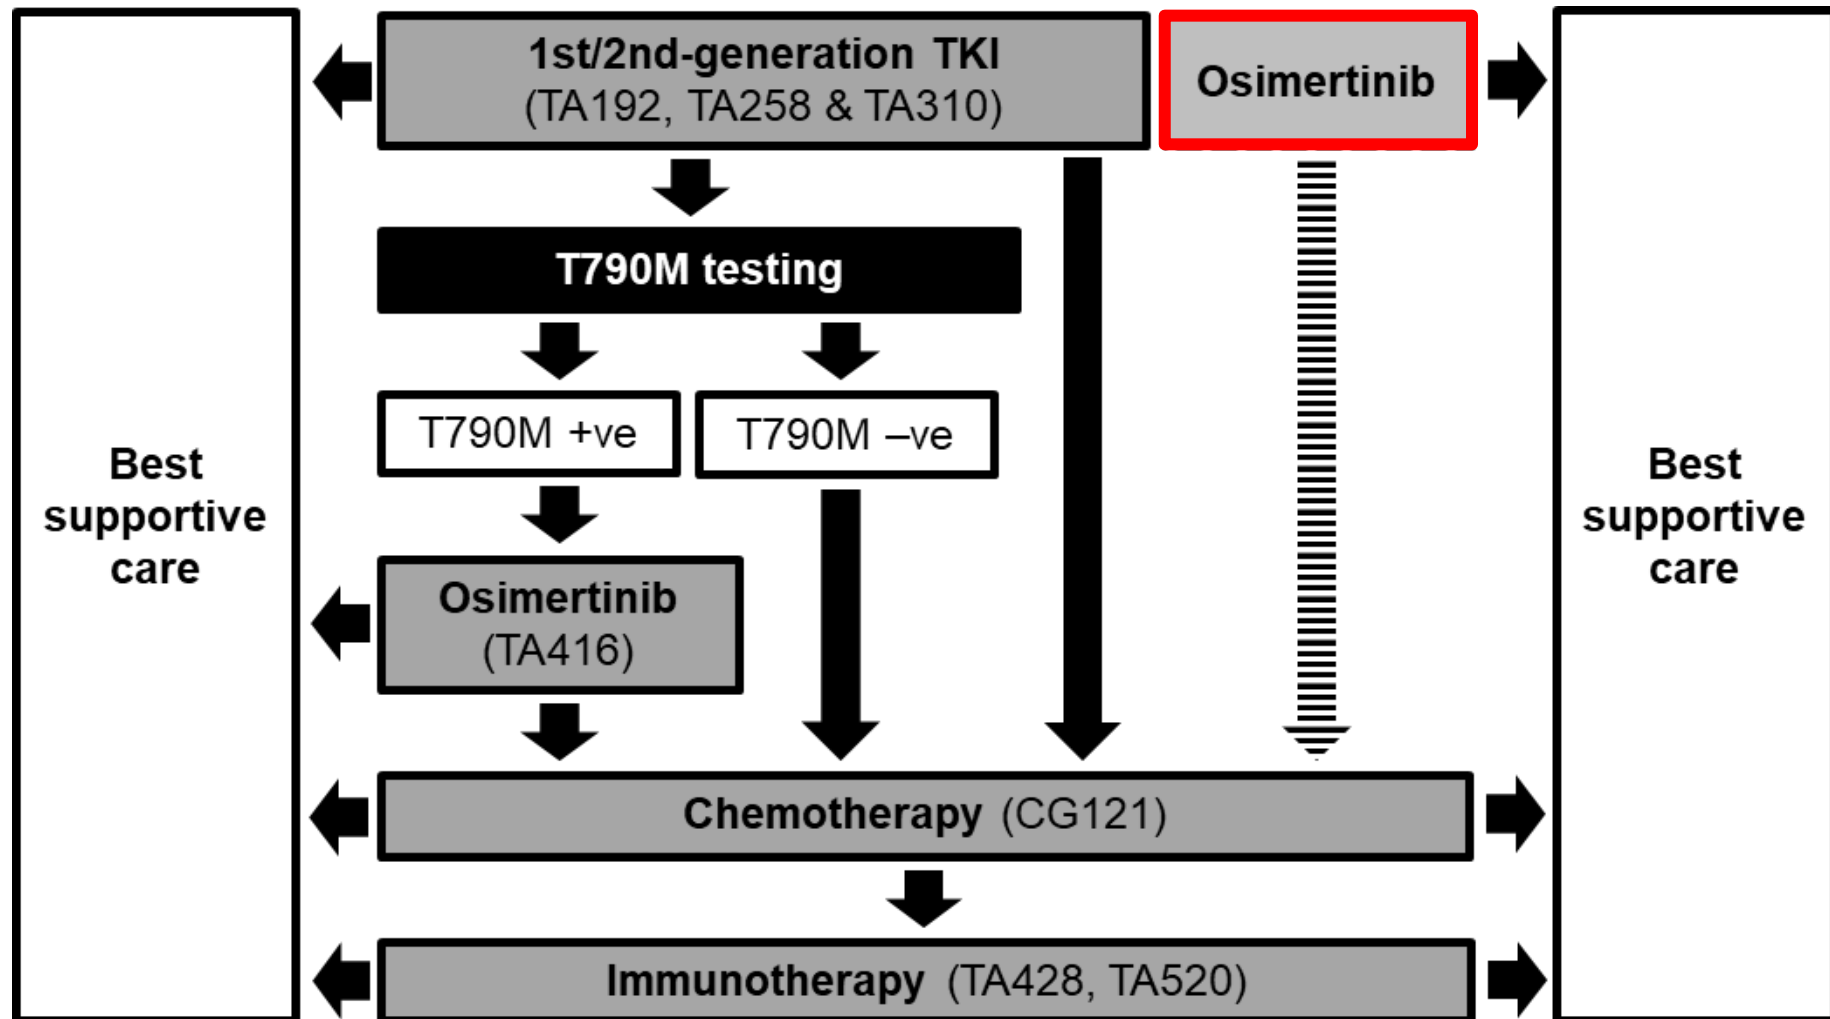 1st/2nd-generation TKI
(TA192, TA258 & TA310)
Osimertinib
T790M testing
T790M +ve
T790M –ve
Best
supportive
care
Osimertinib
(TA416)
Best
supportive
care
Chemotherapy (CG121)
Immunotherapy (TA428, TA520)